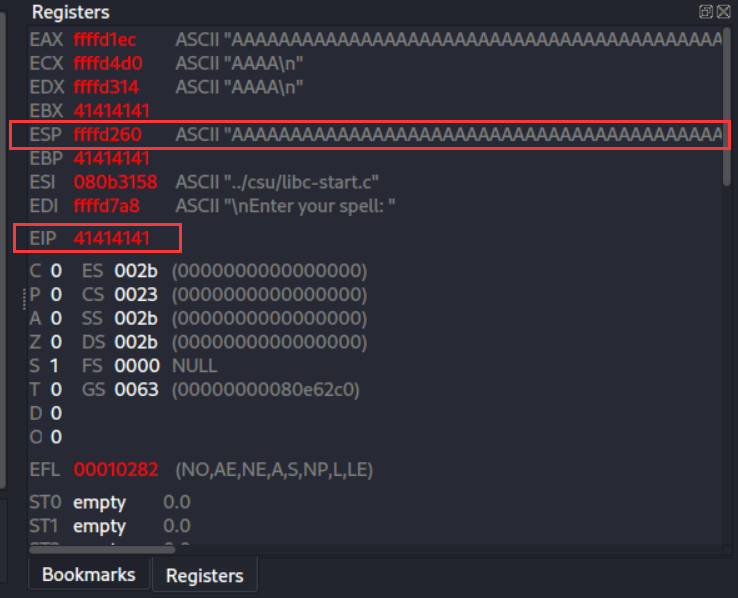 Registers
EAX ffffd1ec ASCII "AAAAAAAAAAAAAAAAAAAAAAAAAAAAAAAAAAAAAAAAAA
ECX ffffd4d0 ASCII "AAAA\n"
EDX ffffd314 ASCII "AAAA\n"
EBX 41414141
ESP ffffd260 ASCII "AAAAAAAAAAAAAAAAAAAAAAAAAAAAAAAAAAAAAAAAAA
EBP 41414141
ESI 080b3158 ASCII "../csu/libc-start.c"
EDI ffffd7a8 ASCII "\nEnter your spell: "
EIP 41414141
C 0 ES 002b (0000000000000000)
P 0 CS 0023 (0000000000000000)
A 0 SS 002b (0000000000000000)
Z 0 DS 002b (0000000000000000)
S 1 FS 0000 NULL
T 0 GS 0063 (00000000080e62c0)
D 0
O 0
EFL 00010282 (NO,AE,NE,A,S,NP,L,LE)
ST0 empty 0.0
ST1 empty 0.0
Bookmarks
Registers